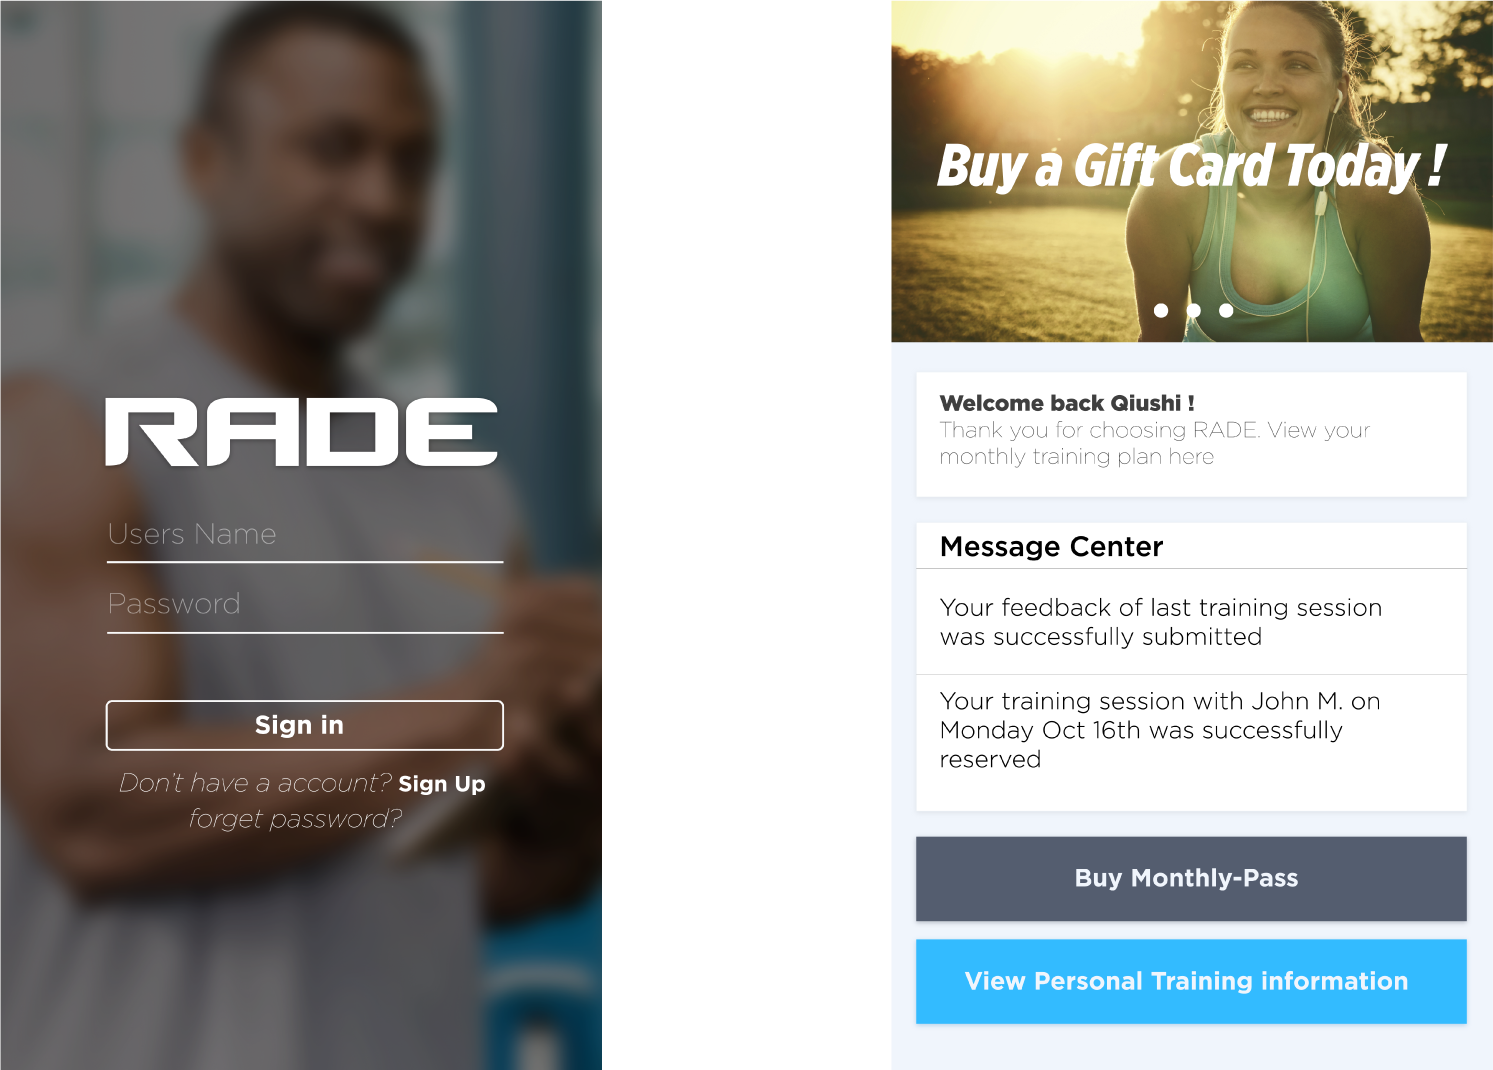 RADE
Users Name
Password
Sign in
Don't have a account? Sign Up
forget password?
Buy a Gift Card Today !
Welcome back Qiushi !
Thank you for choosing RADE. View your
monthly training plan here
Message Center
Your feedback of last training session
was successfully submitted
Your training session with John M. on
Monday Oct 16th was successfully
reserved
Buy Monthly-Pass
View Personal Training information